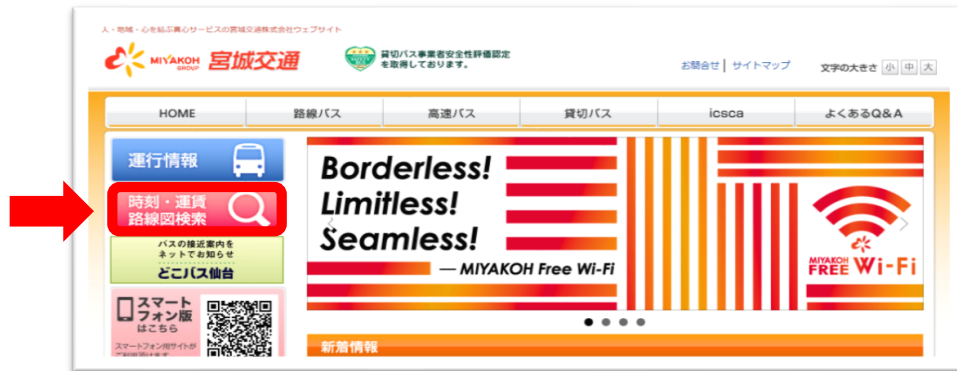 人・地域・心を結ぶ真心サービスの宮城交通株式会社ウェブサイト
MIYAKOH GROUP 宮城交通
貸切バス事業者安全性評価認定
を取得しております。
お問合せ サイトマップ 文字の大きさ 小 中 大
HOME 路線バス 高速バス 貸切バス icsca よくあるQ&A
運行情報
時刻・運賃
路線図検索
バスの接近案内を
ネットでお知らせ
どこバス仙台
スマート
フォン版
はこちら
スマートフォン用サイトが
Borderless!
Limitless!
Seamless!
— MIYAKOH Free Wi-Fi
MIYAKOH
FREE Wi-Fi
新着情報